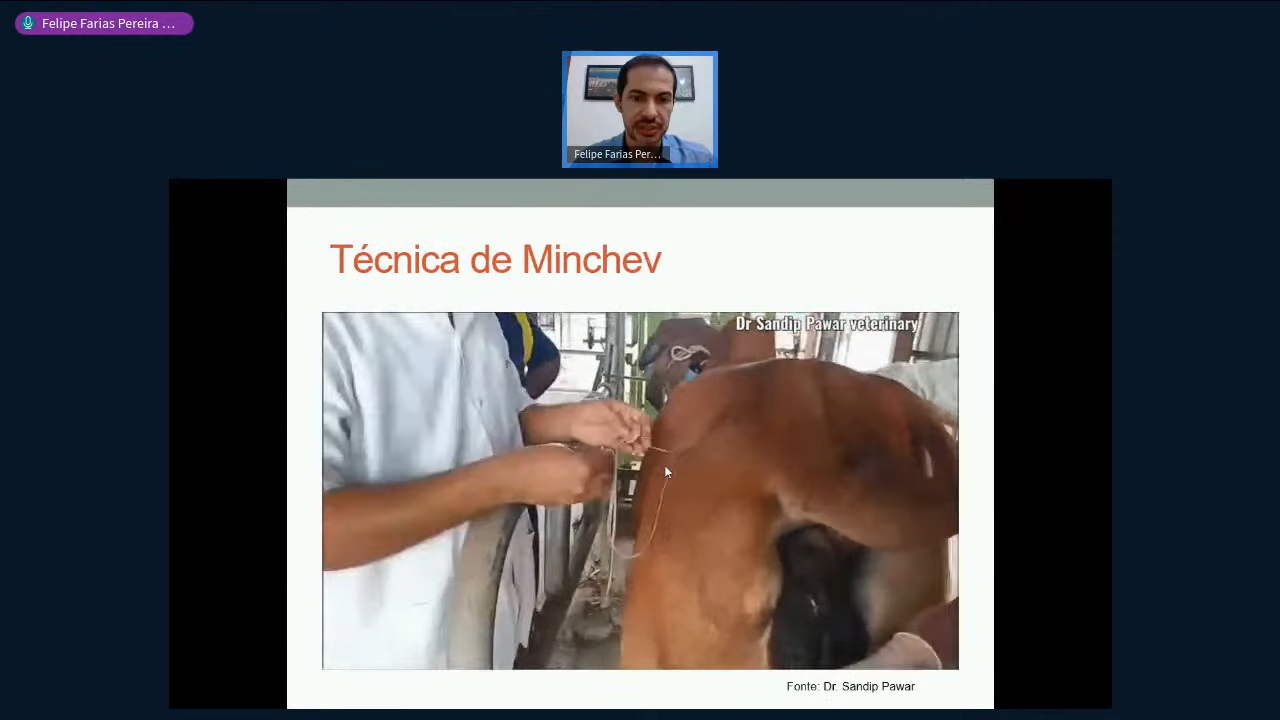 Felipe Farias Pereira ...
Felipe Farias Per...
Técnica de Minchev
Dr Sandip Pawar veterinary
Fonte: Dr. Sandip Pawar